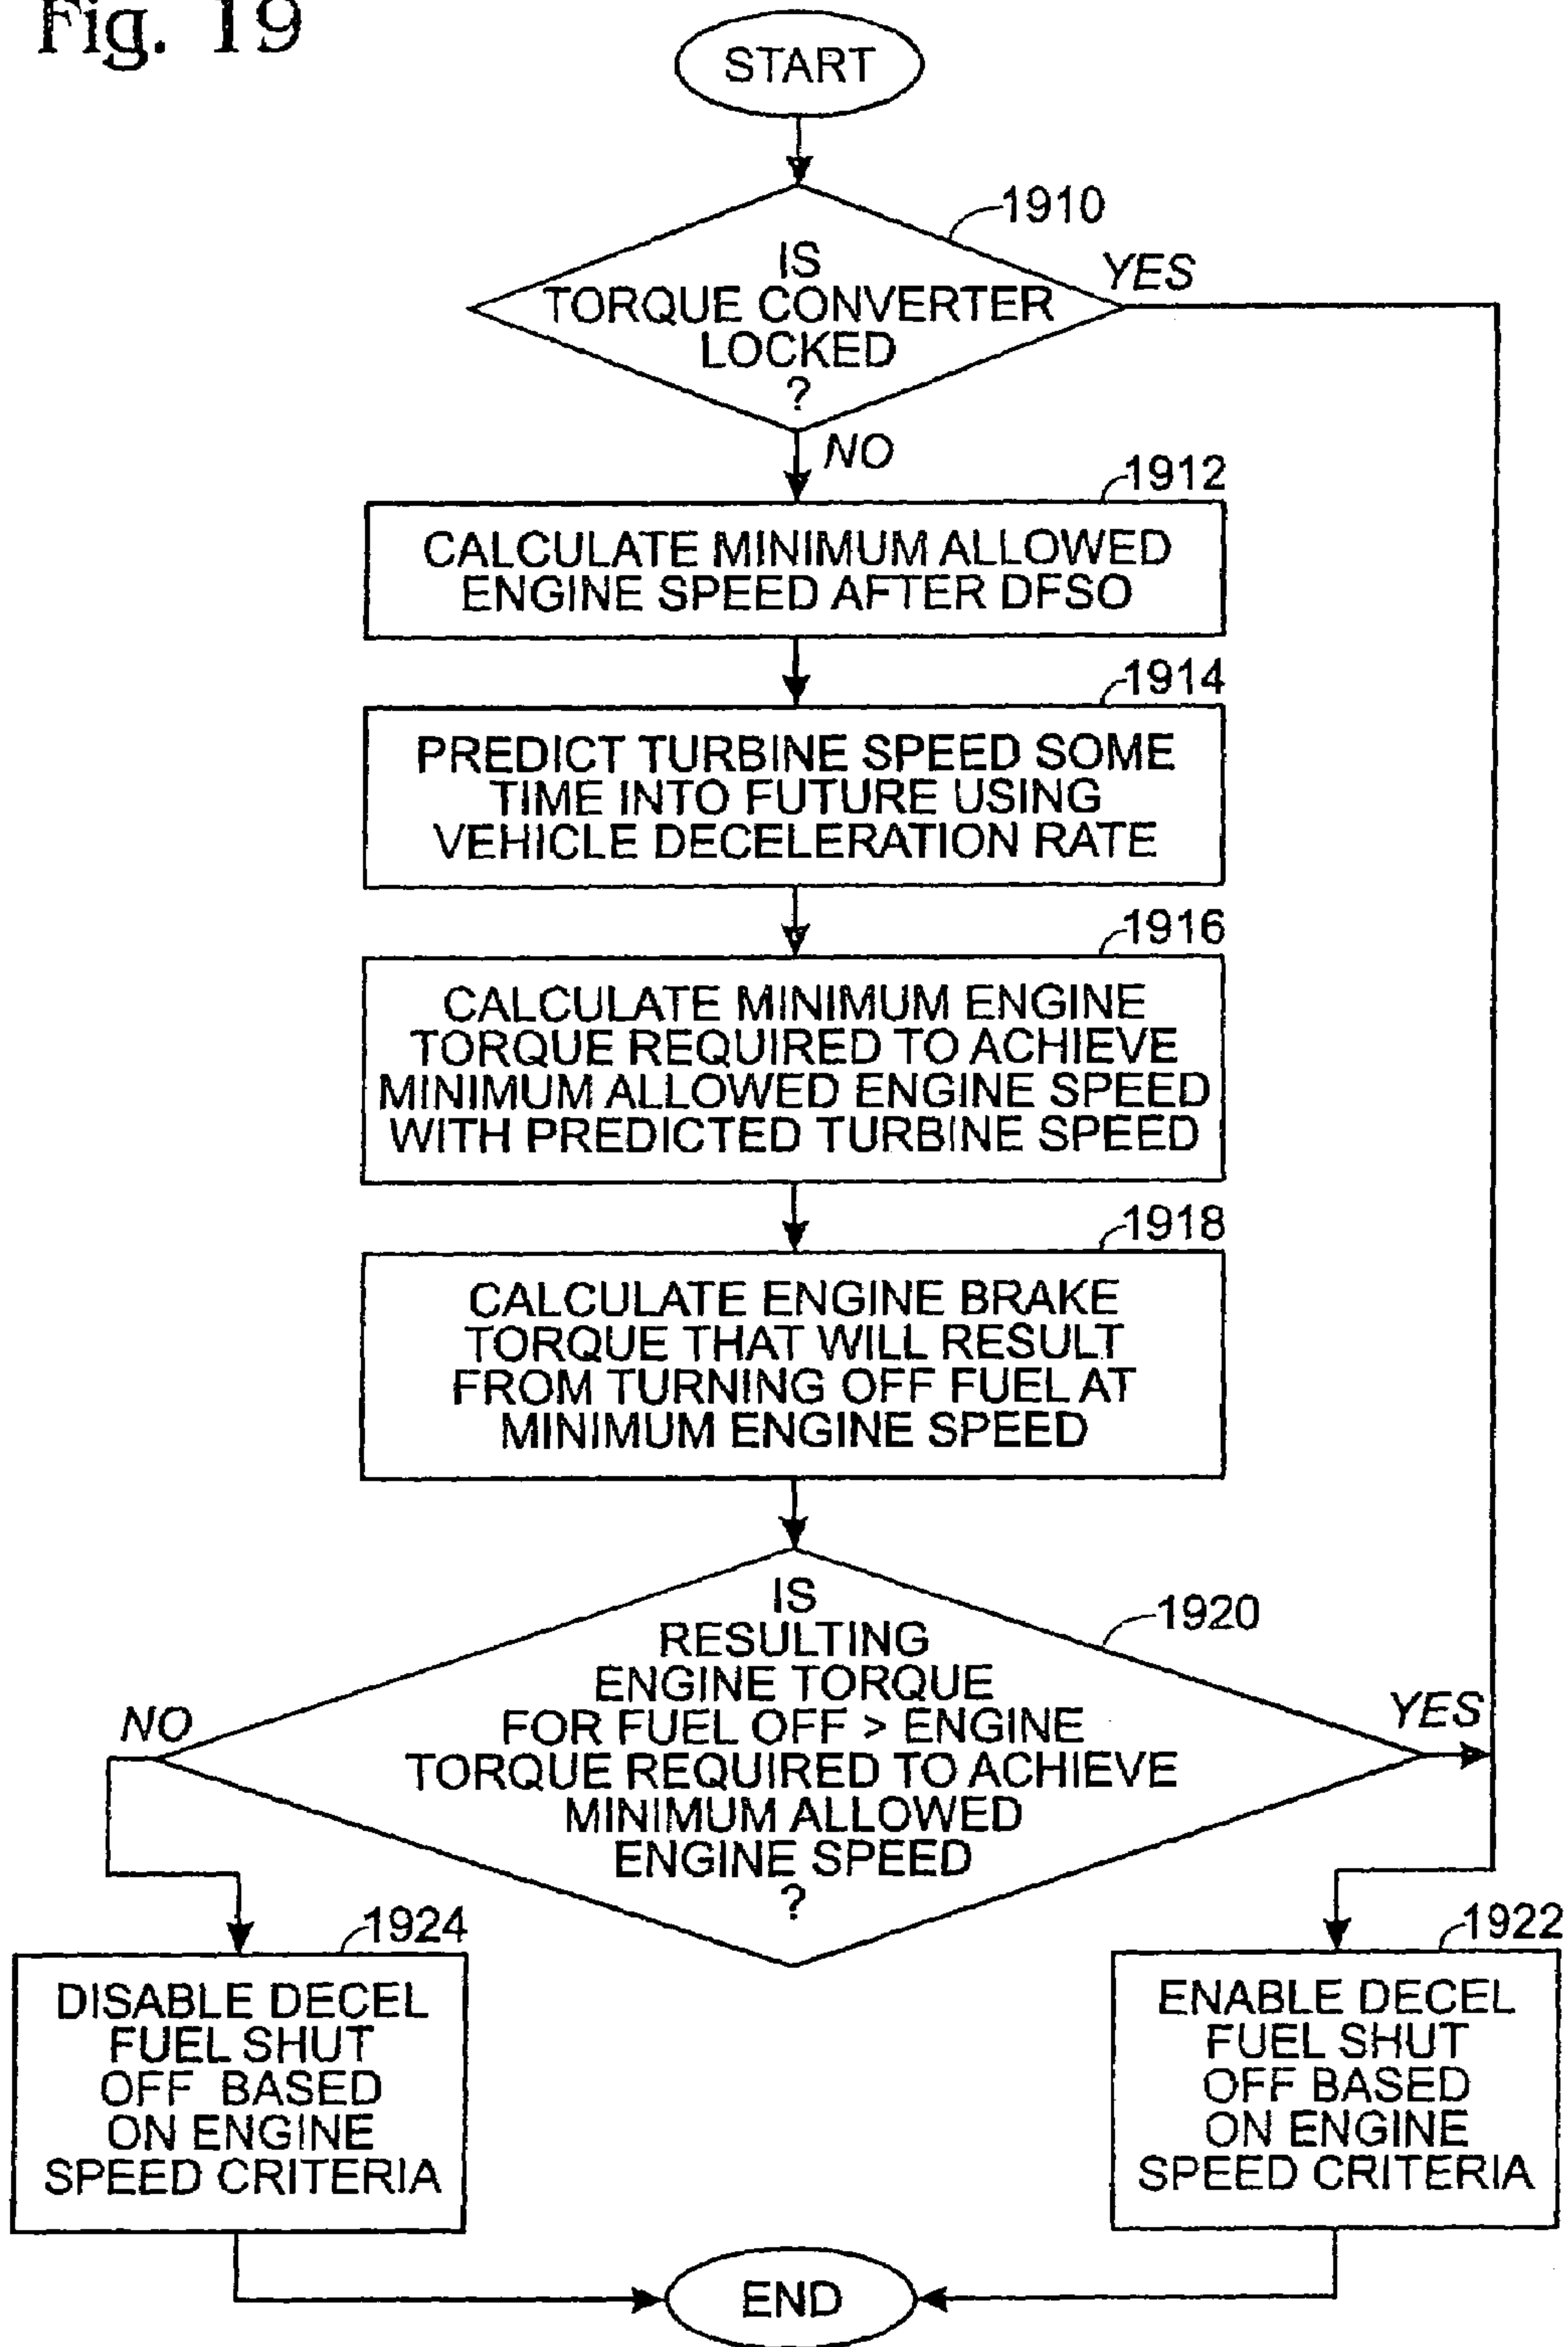 Fig. 19
START
1910
IS
TORQUE CONVERTER
LOCKED
?
YES
NO
1912
CALCULATE MINIMUM ALLOWED
ENGINE SPEED AFTER DFSO
1914
PREDICT TURBINE SPEED SOME
TIME INTO FUTURE USING
VEHICLE DECELERATION RATE
1916
CALCULATE MINIMUM ENGINE
TORQUE REQUIRED TO ACHIEVE
MINIMUM ALLOWED ENGINE SPEED
WITH PREDICTED TURBINE SPEED
1918
CALCULATE ENGINE BRAKE
TORQUE THAT WILL RESULT
FROM TURNING OFF FUEL AT
MINIMUM ENGINE SPEED
1920
IS
RESULTING
ENGINE TORQUE
FOR FUEL OFF > ENGINE
TORQUE REQUIRED TO ACHIEVE
MINIMUM ALLOWED
ENGINE SPEED
?
NO
YES
1924
DISABLE DECEL
FUEL SHUT
OFF BASED
ON ENGINE
SPEED CRITERIA
1922
ENABLE DECEL
FUEL SHUT
OFF BASED
ON ENGINE
SPEED CRITERIA
END